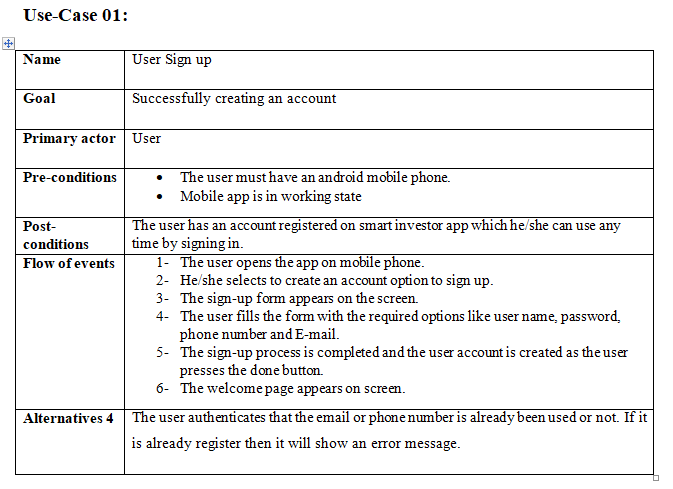 Use-Case 01:
Name User Sign up
Goal Successfully creating an account
Primary actor User
Pre-conditions • The user must have an android mobile phone.
• Mobile app is in working state
Post- The user has an account registered on smart investor app which he/she can use any
conditions time by signing in.
Flow of events 1- The user opens the app on mobile phone.
2- He/she selects to create an account option to sign up.
3- The sign-up form appears on the screen.
4- The user fills the form with the required options like user name, password,
phone number and E-mail.
5- The sign-up process is completed and the user account is created as the user
presses the done button.
6- The welcome page appears on screen.
Alternatives 4 The user authenticates that the email or phone number is already been used or not. If it
is already register then it will show an error message.